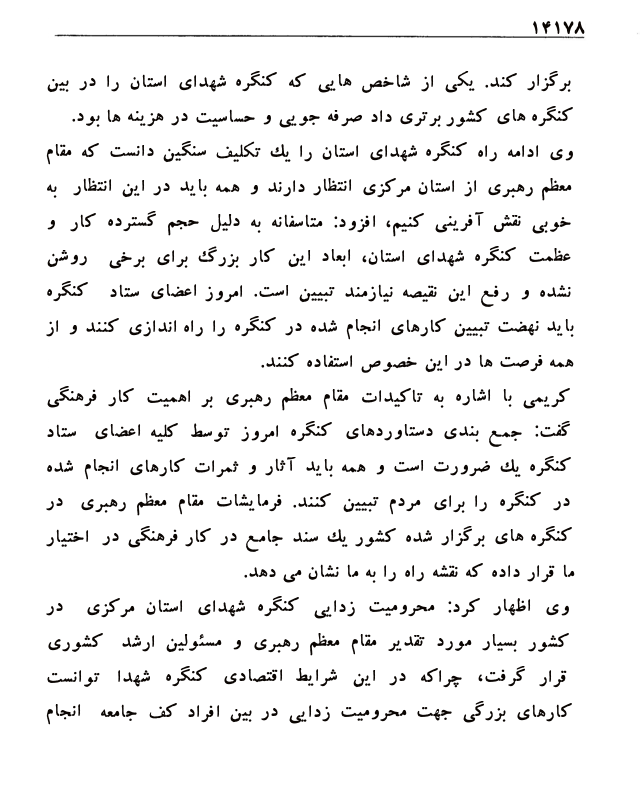 ۱۴۱۷۸
برگزار کند. یکی از شاخص هایی که کنگره شهدای استان را در بین
کنگره های کشور برتری داد صرفه جویی و حساسیت در هزینه ها بود.
وی ادامه راه کنگره شهدای استان را یك تکلیف سنگین دانست که مقام
معظم رهبری از استان مرکزی انتظار دارند و همه باید در این انتظار به
خوبی نقش آفرینی کنیم، افزود: متاسفانه به دلیل حجم گسترده کار و
عظمت کنگره شهدای استان، ابعاد این کار بزرگ برای برخی روشن
نشده و رفع این نقیصه نیازمند تبیین است. امروز اعضای ستاد کنگره
باید نهضت تبیین کارهای انجام شده در کنگره را راه اندازی کنند و از
همه فرصت ها در این خصوص استفاده کنند.
کریمی با اشاره به تاکیدات مقام معظم رهبری بر اهمیت کار فرهنگی
گفت: جمع بندی دستاوردهای کنگره امروز توسط کلیه اعضای ستاد
کنگره یك ضرورت است و همه باید آثار و ثمرات کارهای انجام شده
در کنگره را برای مردم تبیین کنند. فرمایشات مقام معظم رهبری در
کنگره های برگزار شده کشور یك سند جامع در کار فرهنگی در اختیار
ما قرار داده که نقشه راه را به ما نشان می دهد.
وی اظهار کرد: محرومیت زدایی کنگره شهدای استان مرکزی در
کشور بسیار مورد تقدیر مقام معظم رهبری و مسئولین ارشد کشوری
قرار گرفت، چراکه در این شرایط اقتصادی کنگره شهدا توانست
کارهای بزرگی جهت محرومیت زدایی در بین افراد کف جامعه انجام